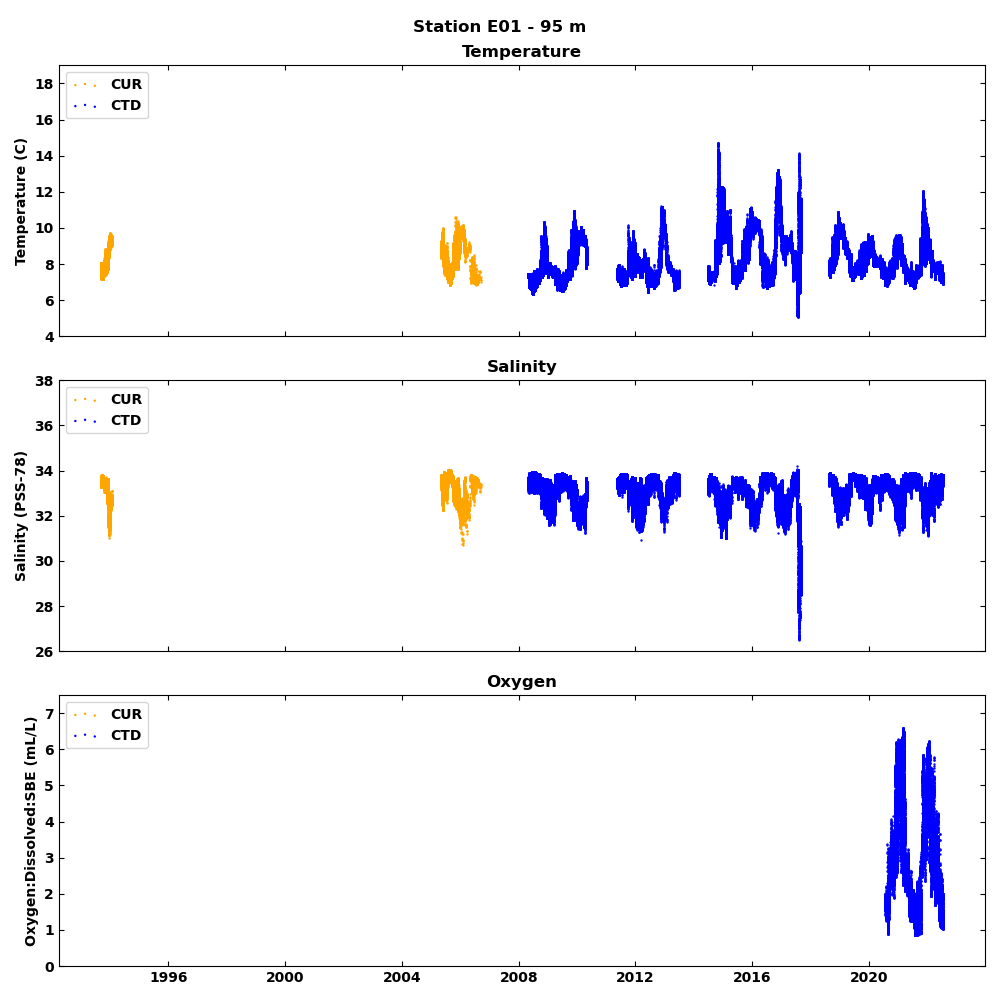 Station E01 - 95 m
Temperature
CUR
CTD
Temperature (C)
18
16
14
12
10
8
6
4
Salinity
CUR
CTD
Salinity (PSS-78)
38
36
34
32
30
28
26
Oxygen
CUR
CTD
Oxygen:Dissolved:SBE (mL/L)
7
6
5
4
3
2
1
0
1996 2000 2004 2008 2012 2016 2020